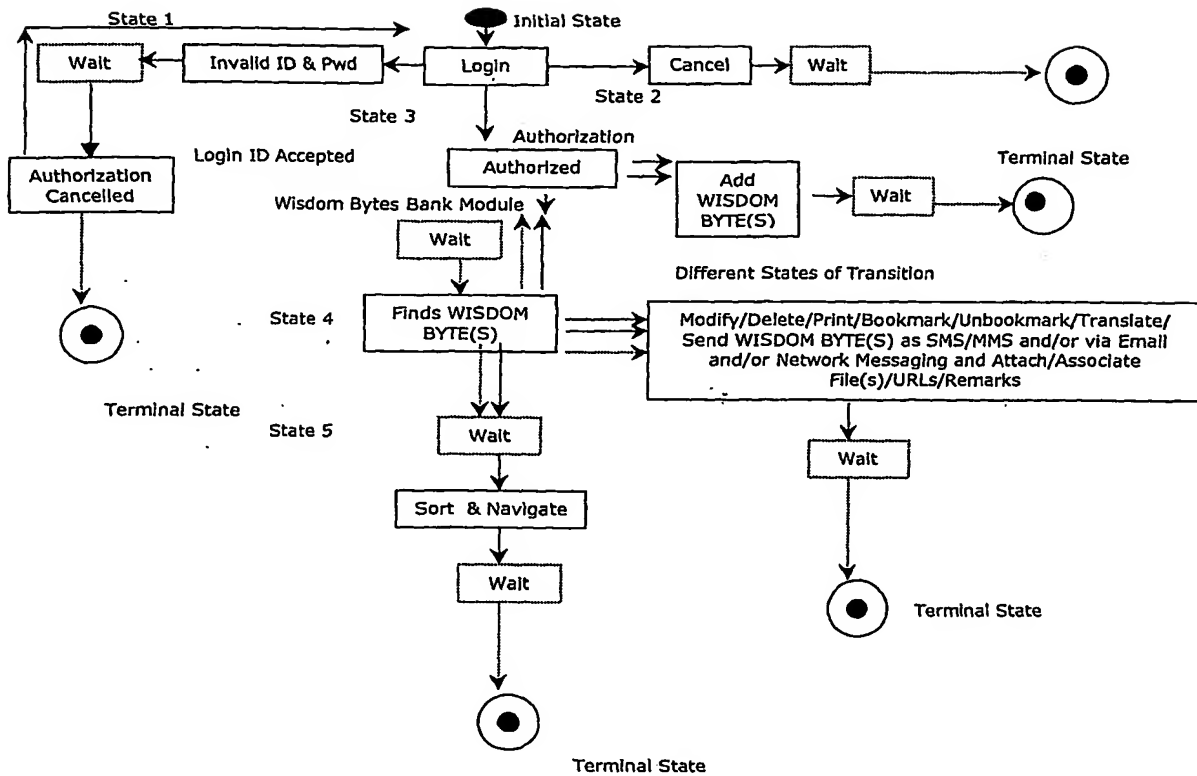 State 1
Initial State
Wait
Invalid ID & Pwd
Login
Cancel
Wait
State 2
State 3
Authorization
Login ID Accepted
Authorized
Terminal State
Authorization
Cancelled
Add
WISDOM
BYTE(S)
Wait
Wisdom Bytes Bank Module
Wait
Different States of Transition
State 4
Finds WISDOM
BYTE(S)
Modify/Delete/Print/Bookmark/Unbookmark/Translate/
Send WISDOM BYTE(S) as SMS/MMS and/or via Email
and/or Network Messaging and Attach/Associate
File(s)/URLs/Remarks
Terminal State
State 5
Wait
Wait
Sort & Navigate
Wait
Terminal State
Terminal State